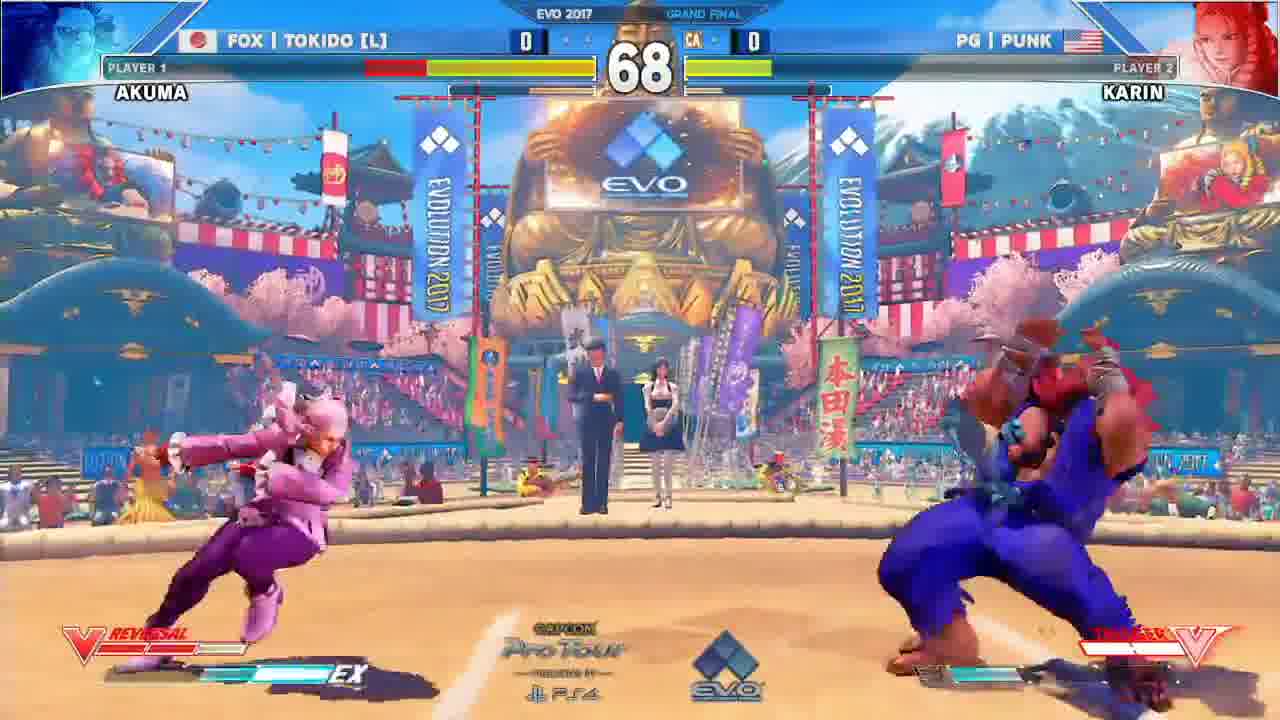 EVO 2017 GRAND FINAL
FOX | TOKIDO [L] 0 68 CA 0 PG | PUNK
PLAYER 1 PLAYER 2
AKUMA KARIN
EVO
EVOLUTION 2017
EVOLUTION 2017
本田湯
REVERSAL
EX
CAPCOM
Pro Tour
PS4
EVO